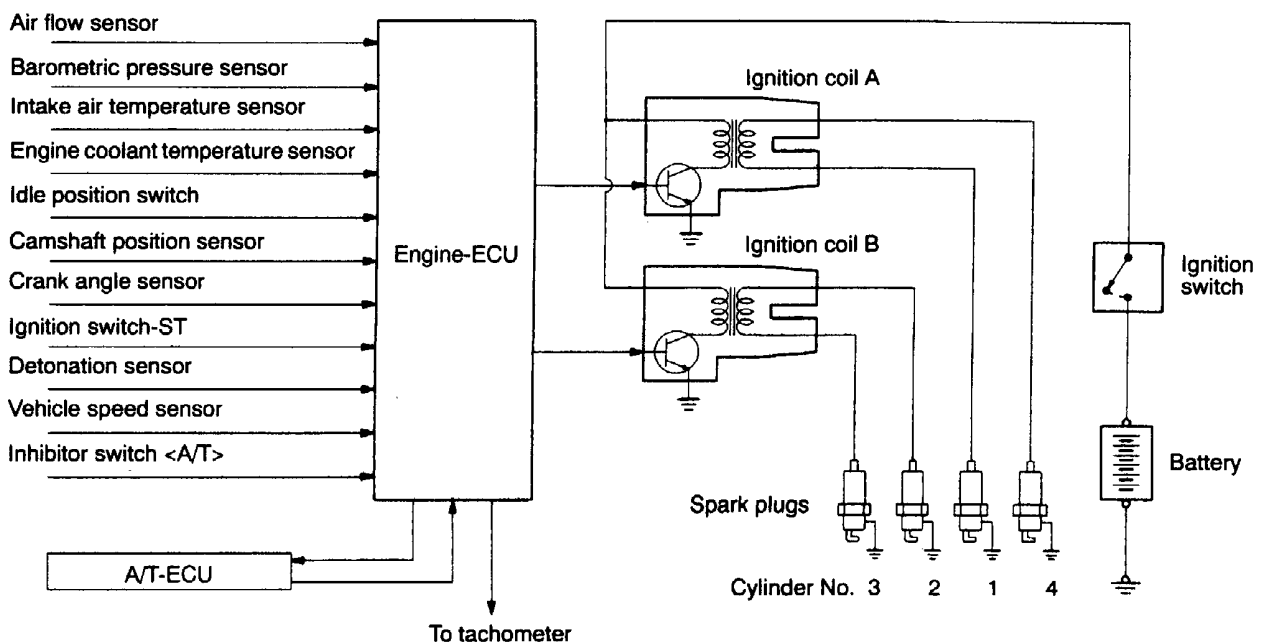 Air flow sensor
Barometric pressure sensor
Intake air temperature sensor
Engine coolant temperature sensor
Idle position switch
Camshaft position sensor
Crank angle sensor
Ignition switch-ST
Detonation sensor
Vehicle speed sensor
Inhibitor switch <A/T>
Engine-ECU
A/T-ECU
To tachometer
Ignition coil A
Ignition coil B
Ignition
switch
Battery
Spark plugs
Cylinder No. 3 2 1 4